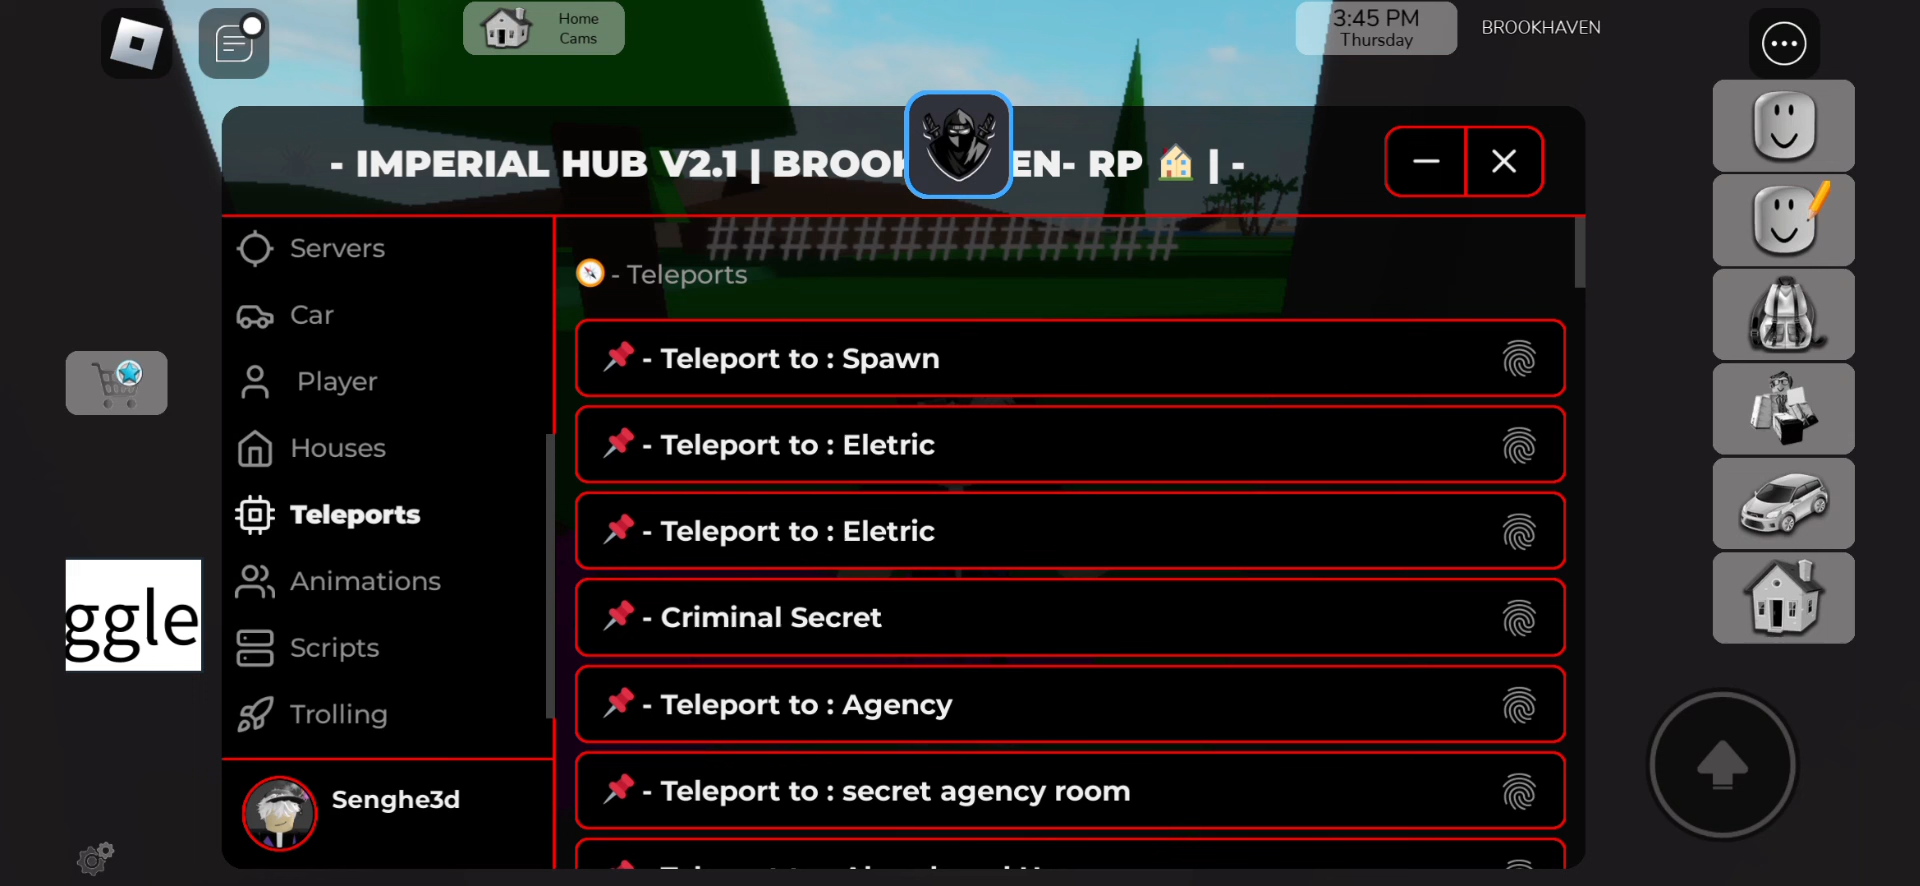 Home
Cams
3:45 PM
Thursday
BROOKHAVEN
- IMPERIAL HUB V2.1 | BROOK EN- RP 🏠 | -
Servers
Car
Player
Houses
Teleports
Animations
Scripts
Trolling
Senghe3d
ggle
#############
🧭 - Teleports
📌 - Teleport to : Spawn
📌 - Teleport to : Eletric
📌 - Teleport to : Eletric
📌 - Criminal Secret
📌 - Teleport to : Agency
📌 - Teleport to : secret agency room